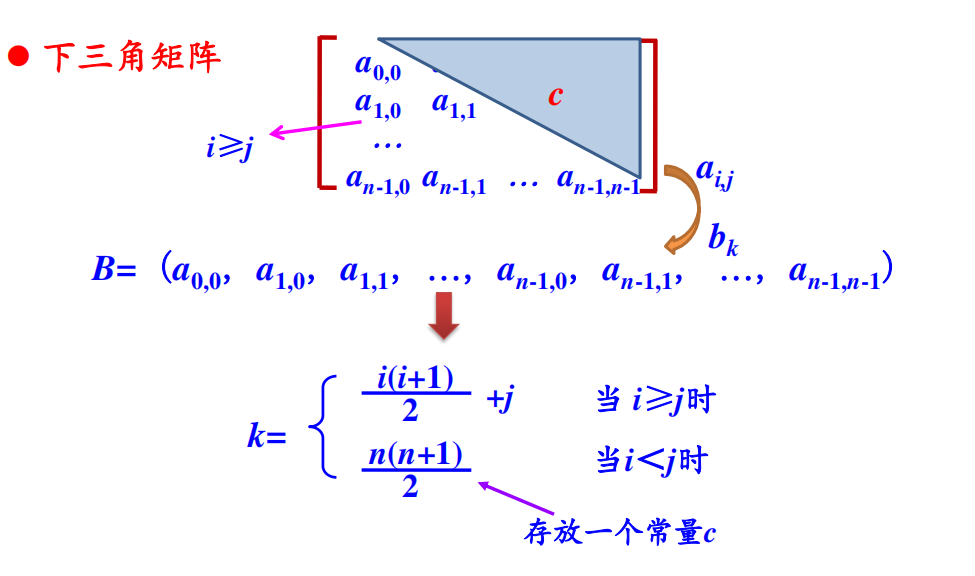 ● 下三角矩阵
a0,0
c
a1,0 a1,1
i≥j
…
an-1,0 an-1,1 … an-1,n-1
ai,j
bk
B=（a0,0，a1,0，a1,1，…，an-1,0，an-1,1，…，an-1,n-1）
k= { i(i+1)/2 +j 当 i≥j时
n(n+1)/2 当i＜j时
存放一个常量c